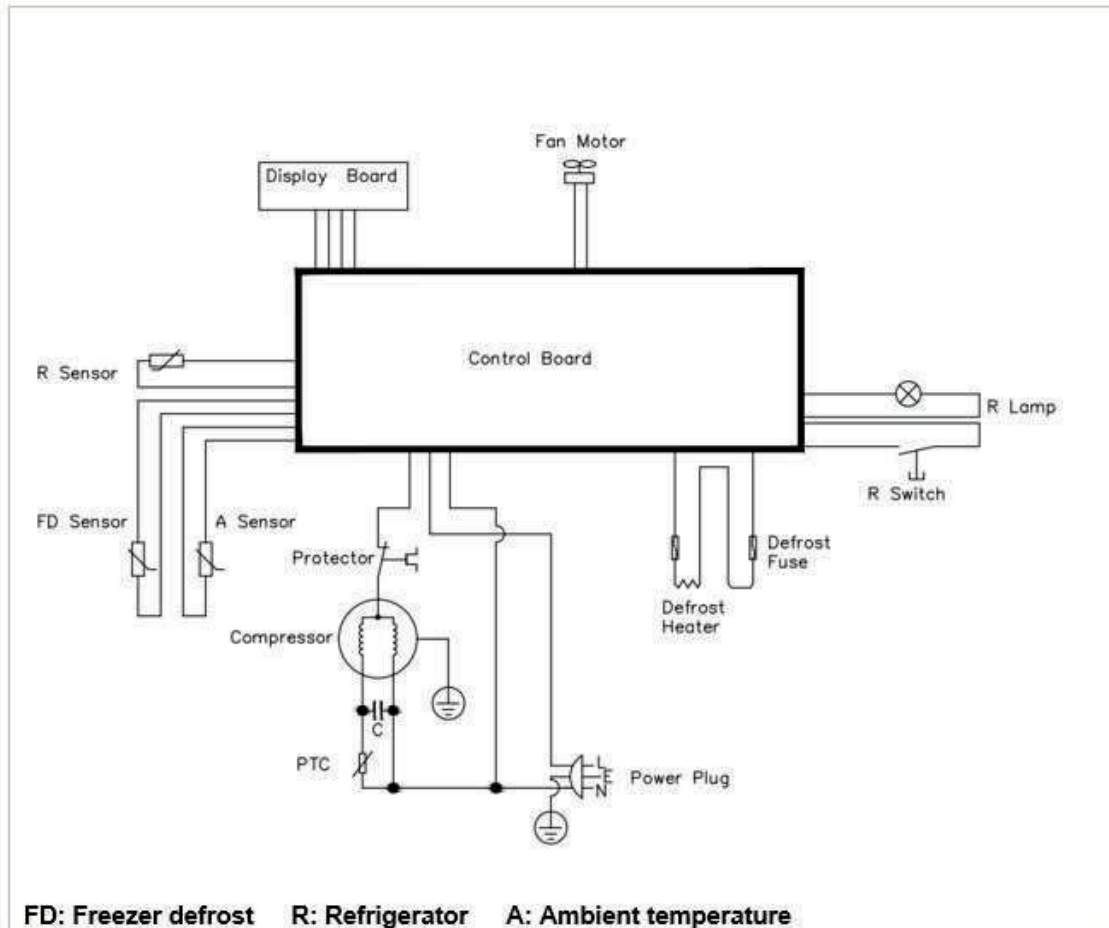 Fan Motor
Display Board
Control Board
R Sensor
R Lamp
R Switch
FD Sensor
A Sensor
Protector
Defrost
Fuse
Defrost
Heater
Compressor
C
PTC
L
E
N
Power Plug
FD: Freezer defrost R: Refrigerator A: Ambient temperature